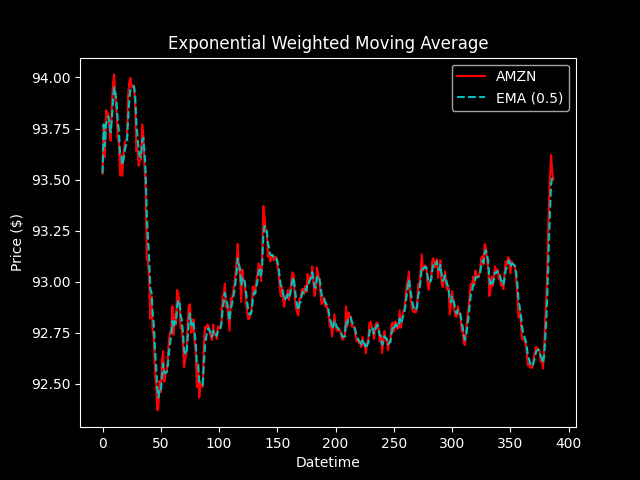 Exponential Weighted Moving Average
AMZN
EMA (0.5)
94.00
93.75
93.50
93.25
93.00
92.75
92.50
Price ($)
0 50 100 150 200 250 300 350 400
Datetime